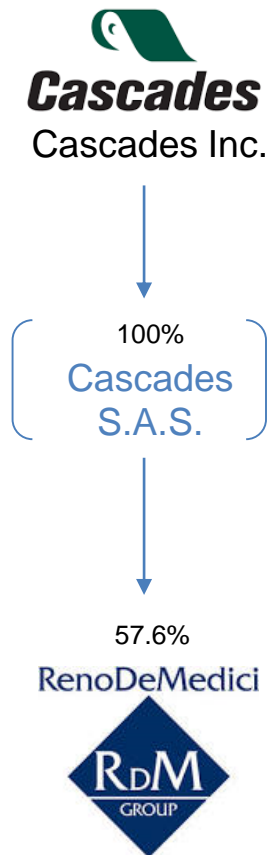 Cascades
Cascades Inc.
100%
Cascades
S.A.S.
57.6%
RenoDeMedici
RDM
GROUP